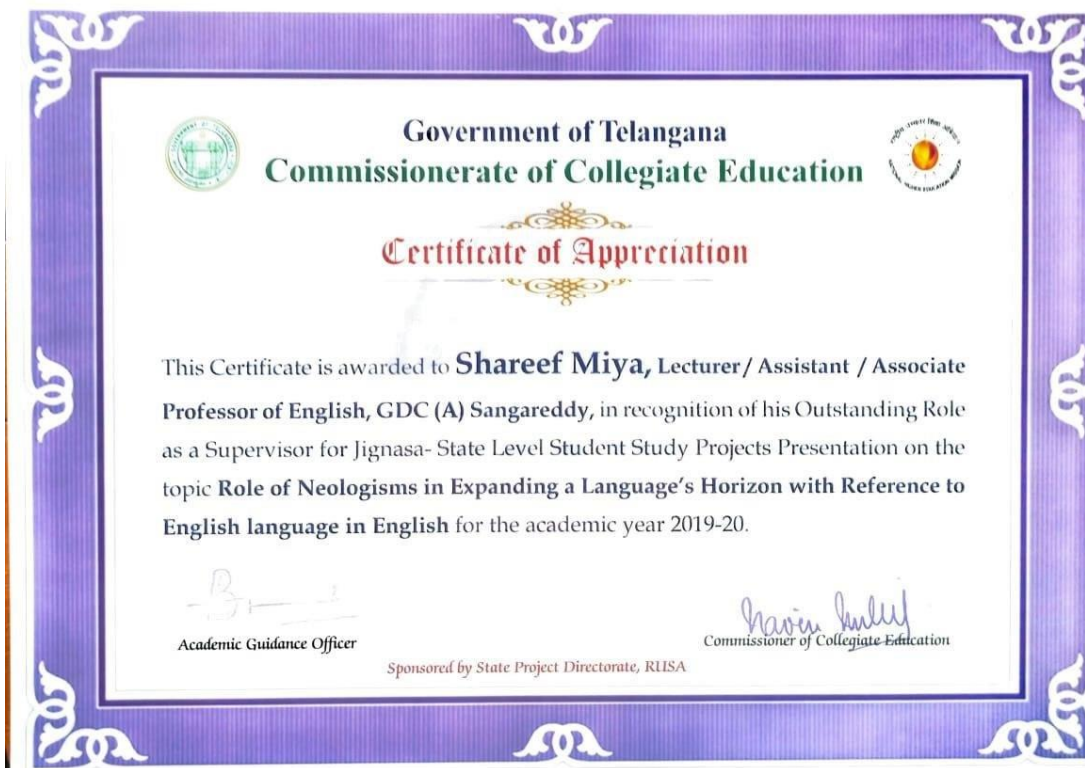 Government of Telangana
Commissionerate of Collegiate Education
Certificate of Appreciation
This Certificate is awarded to Shareef Miya, Lecturer/ Assistant / Associate
Professor of English, GDC (A) Sangareddy, in recognition of his Outstanding Role
as a Supervisor for Jignasa- State Level Student Study Projects Presentation on the
topic Role of Neologisms in Expanding a Language's Horizon with Reference to
English language in English for the academic year 2019-20.
Academic Guidance Officer
Commissioner of Collegiate Education
Sponsored by State Project Directorate, RUSA